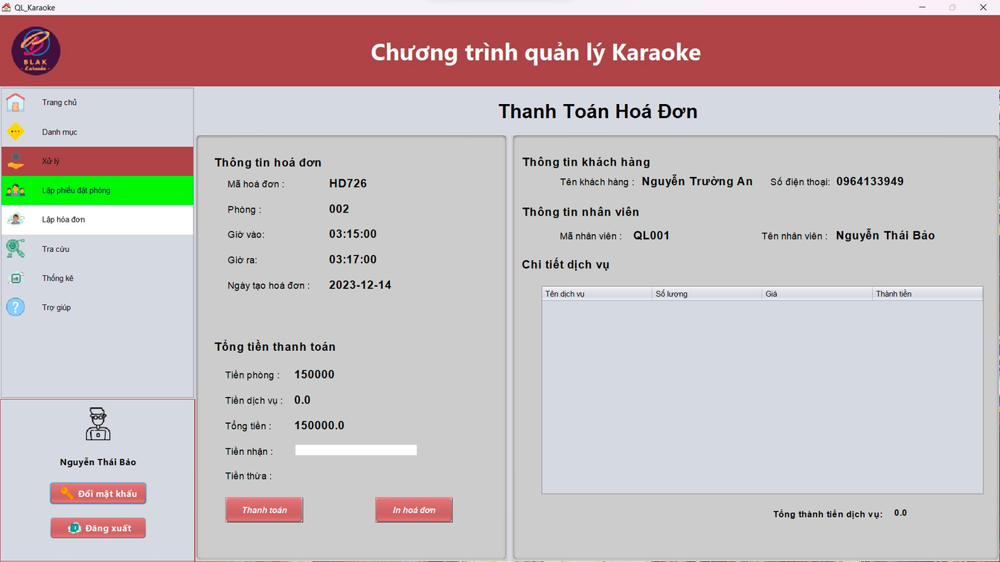 QL_Karaoke
BLAK
Karaoke
Chương trình quản lý Karaoke
Trang chủ
Danh mục
Xử lý
Lập phiếu đặt phòng
Lập hóa đơn
Tra cứu
Thống kê
Trợ giúp
Nguyễn Thái Bảo
Đổi mật khẩu
Đăng xuất
Thanh Toán Hoá Đơn
Thông tin hoá đơn
Mã hoá đơn : HD726
Phòng : 002
Giờ vào: 03:15:00
Giờ ra: 03:17:00
Ngày tạo hoá đơn : 2023-12-14
Tổng tiền thanh toán
Tiền phòng : 150000
Tiền dịch vụ : 0.0
Tổng tiền : 150000.0
Tiền nhận :
Tiền thừa :
Thanh toán In hoá đơn
Thông tin khách hàng
Tên khách hàng : Nguyễn Trường An Số điện thoại: 0964133949
Thông tin nhân viên
Mã nhân viên : QL001 Tên nhân viên : Nguyễn Thái Bảo
Chi tiết dịch vụ
Tên dịch vụ Số lượng Giá Thành tiền
Tổng thành tiền dịch vụ: 0.0